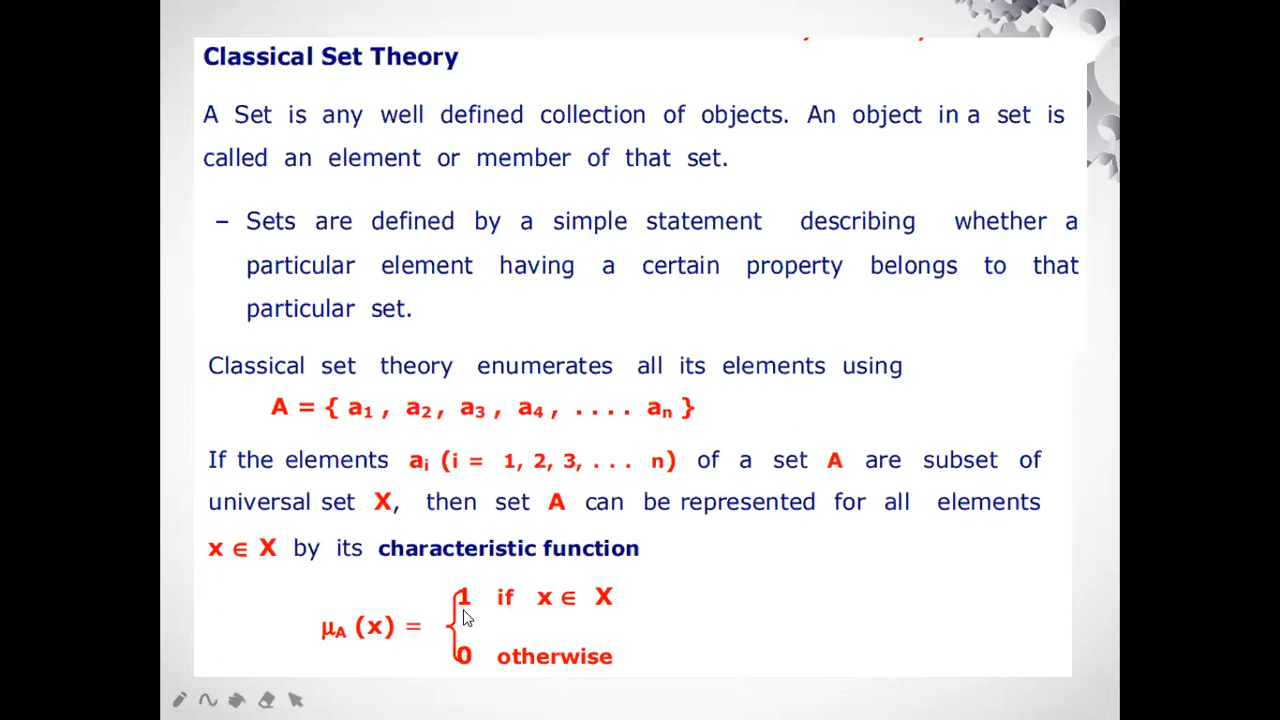 Classical Set Theory
A Set is any well defined collection of objects. An object in a set is
called an element or member of that set.
– Sets are defined by a simple statement describing whether a
particular element having a certain property belongs to that
particular set.
Classical set theory enumerates all its elements using
A = { a₁ , a₂ , a₃ , a₄ , . . . . aₙ }
If the elements aᵢ (i = 1, 2, 3, . . . n) of a set A are subset of
universal set X, then set A can be represented for all elements
x ∈ X by its characteristic function
1 if x ∈ X
μA (x) =
0 otherwise